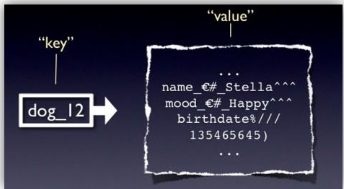 “key”
“value”
dog_12
...
name_€#_Stella^^^
mood_€#_Happy^^^
birthdate%///
135465645)
...